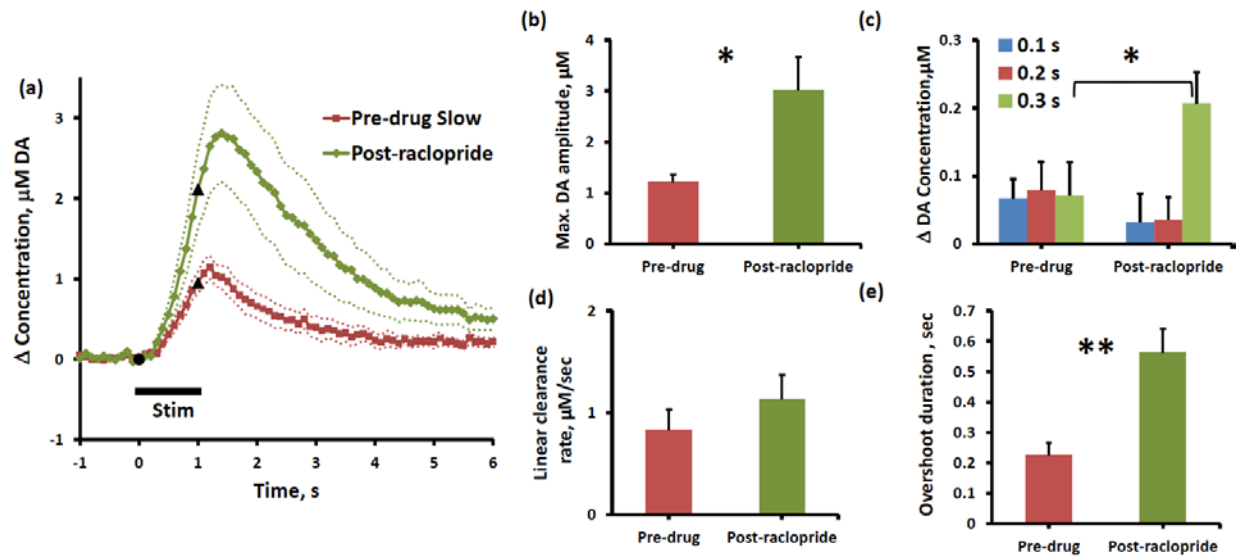 (a)
Δ Concentration, µM DA
3
2
1
0
-1
Pre-drug Slow
Post-raclopride
Stim
-1 0 1 2 3 4 5 6
Time, s
(b)
Max. DA amplitude, µM
4
3
2
1
0
*
Pre-drug Post-raclopride
(c)
Δ DA Concentration,µM
0.3
0.2
0.1
0
0.1 s
0.2 s
0.3 s
*
Pre-drug Post-raclopride
(d)
Linear clearance
rate, µM/sec
2
1
0
Pre-drug Post-raclopride
(e)
Overshoot duration , sec
0.7
0.6
0.5
0.4
0.3
0.2
0.1
0
**
Pre-drug Post-raclopride